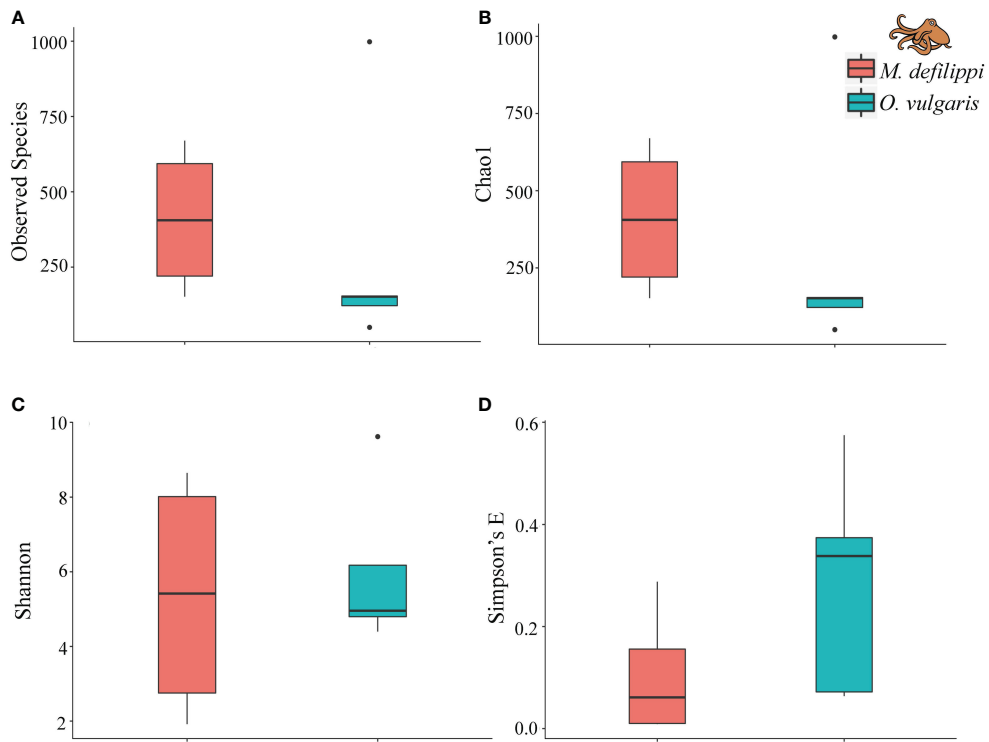 A
Observed Species
1000
750
500
250
B
Chao1
1000
750
500
250
M. defilippi
O. vulgaris
C
Shannon
10
8
6
4
2
D
Simpson's E
0.6
0.4
0.2
0.0